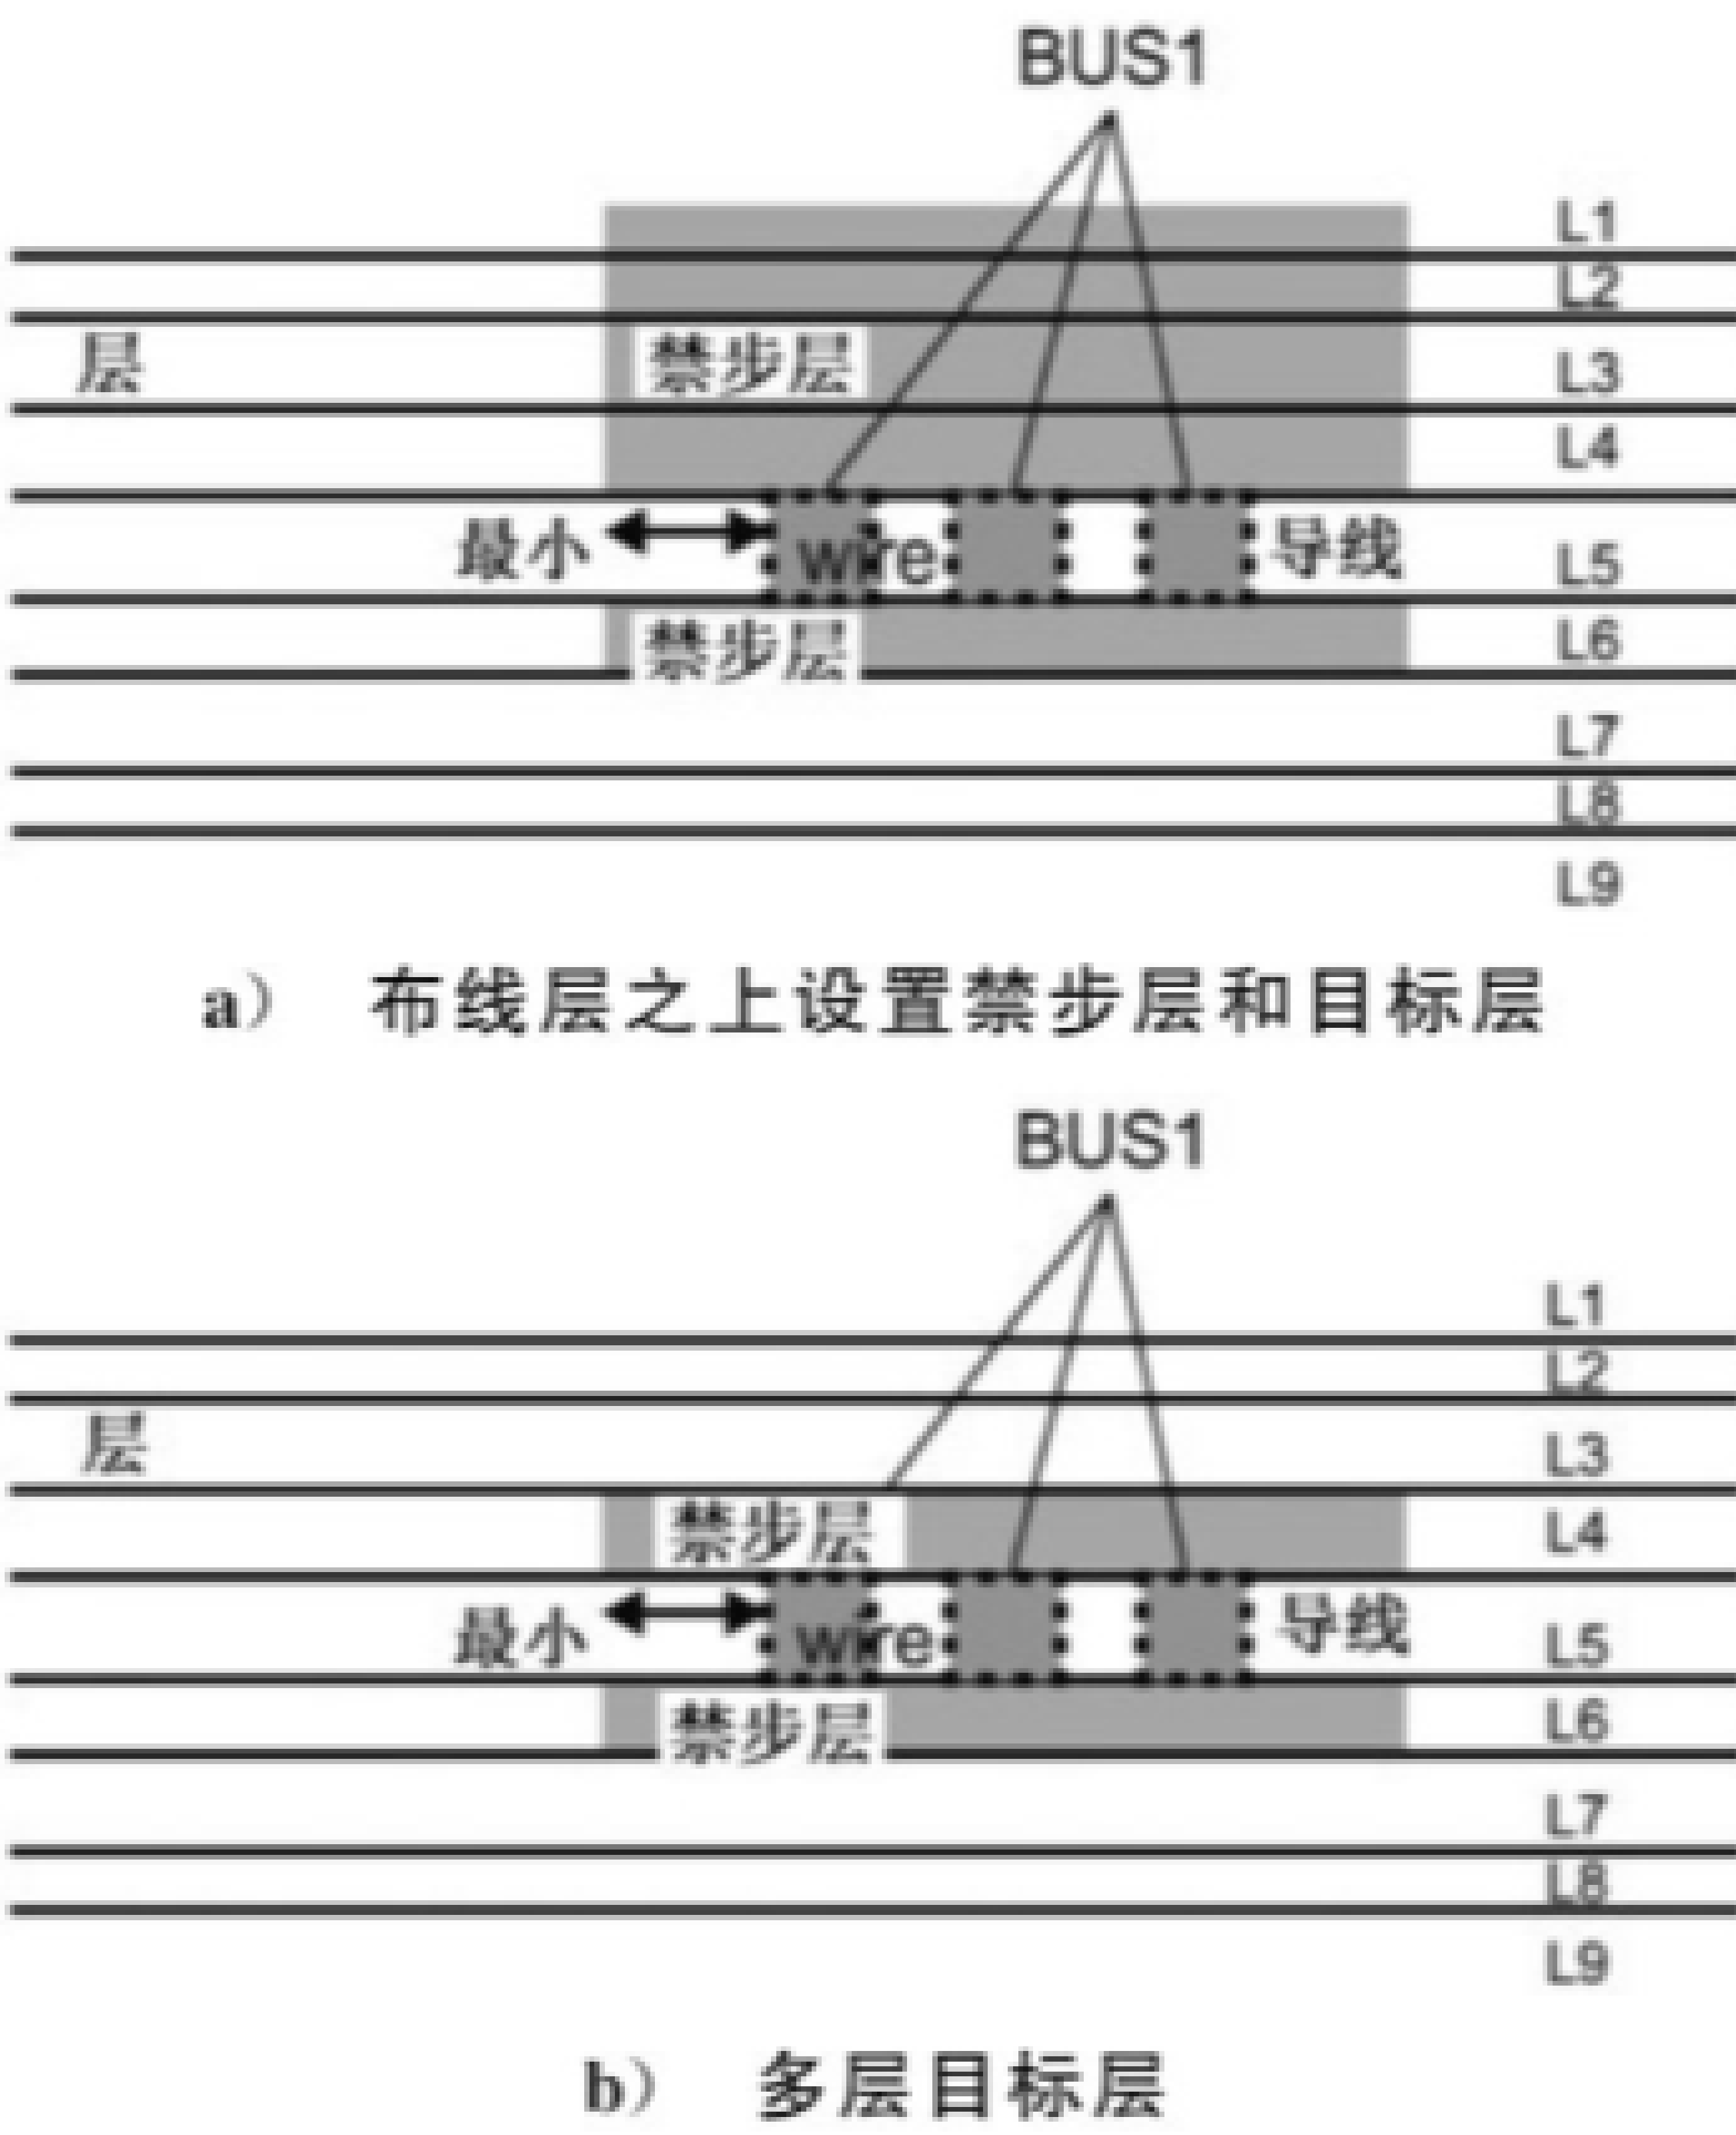 BUS1
L1
L2
层 禁步层 L3
L4
最小 wire 导线 L5
禁步层 L6
L7
L8
L9
a) 布线层之上设置禁步层和目标层
BUS1
L1
L2
层 L3
禁步层 L4
最小 wire 导线 L5
禁步层 L6
L7
L8
L9
b) 多层目标层